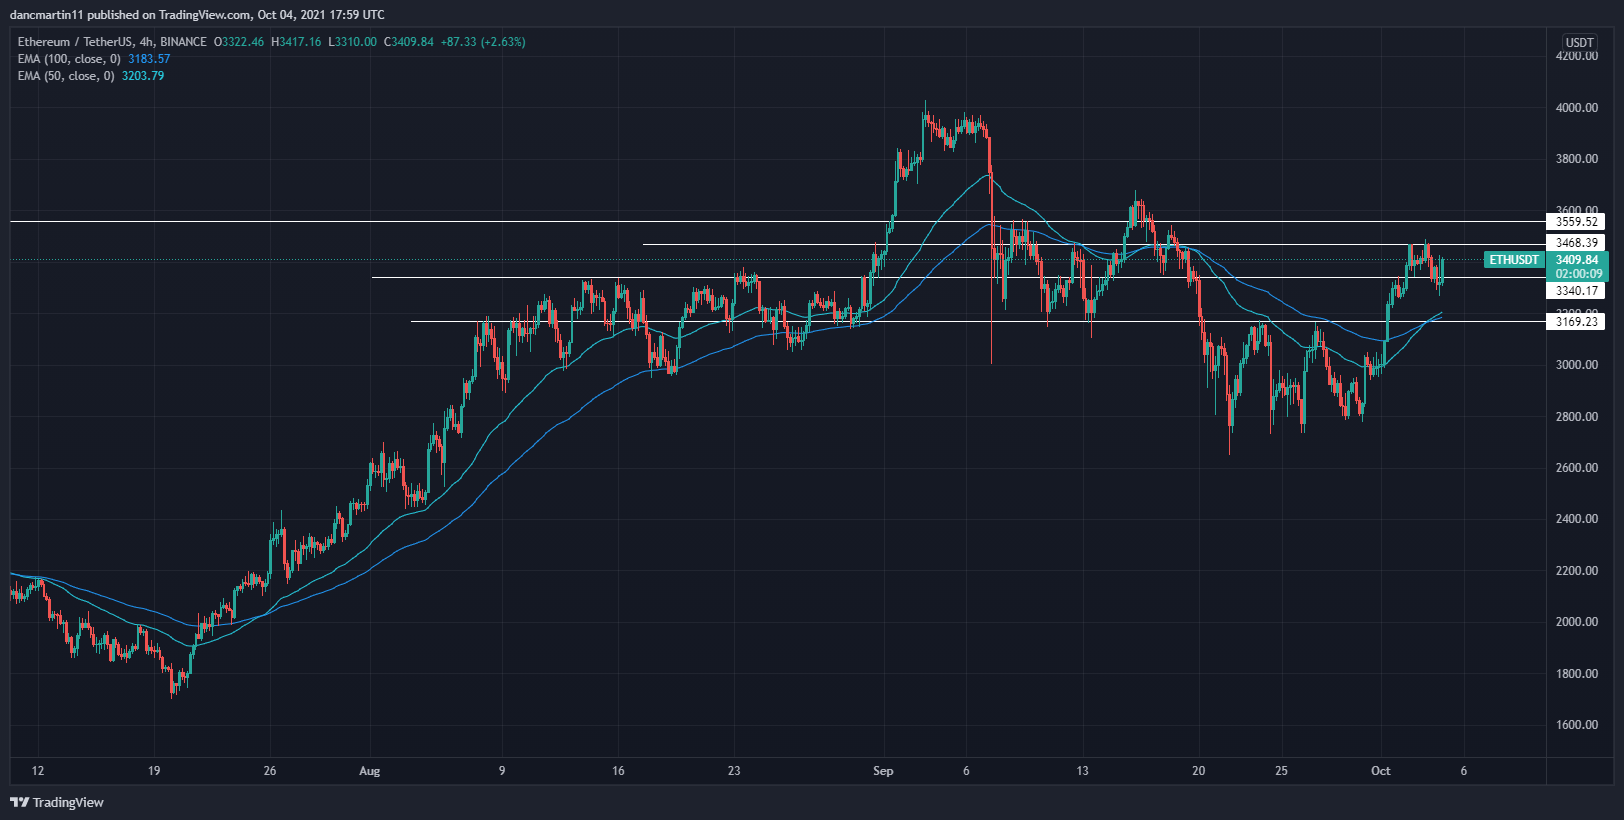 dancmartin11 published on TradingView.com, Oct 04, 2021 17:59 UTC
Ethereum / TetherUS, 4h, BINANCE O3322.46 H3417.16 L3310.00 C3409.84 +87.33 (+2.63%)
EMA (100, close, 0) 3183.57
EMA (50, close, 0) 3203.79
USDT
4200.00
4000.00
3800.00
3600.00
3559.52
3468.39
ETHUSDT 3409.84
02:00:09
3340.17
3200.00
3169.23
3000.00
2800.00
2600.00
2400.00
2200.00
2000.00
1800.00
1600.00
12 19 26 Aug 9 16 23 Sep 6 13 20 25 Oct 6
TradingView